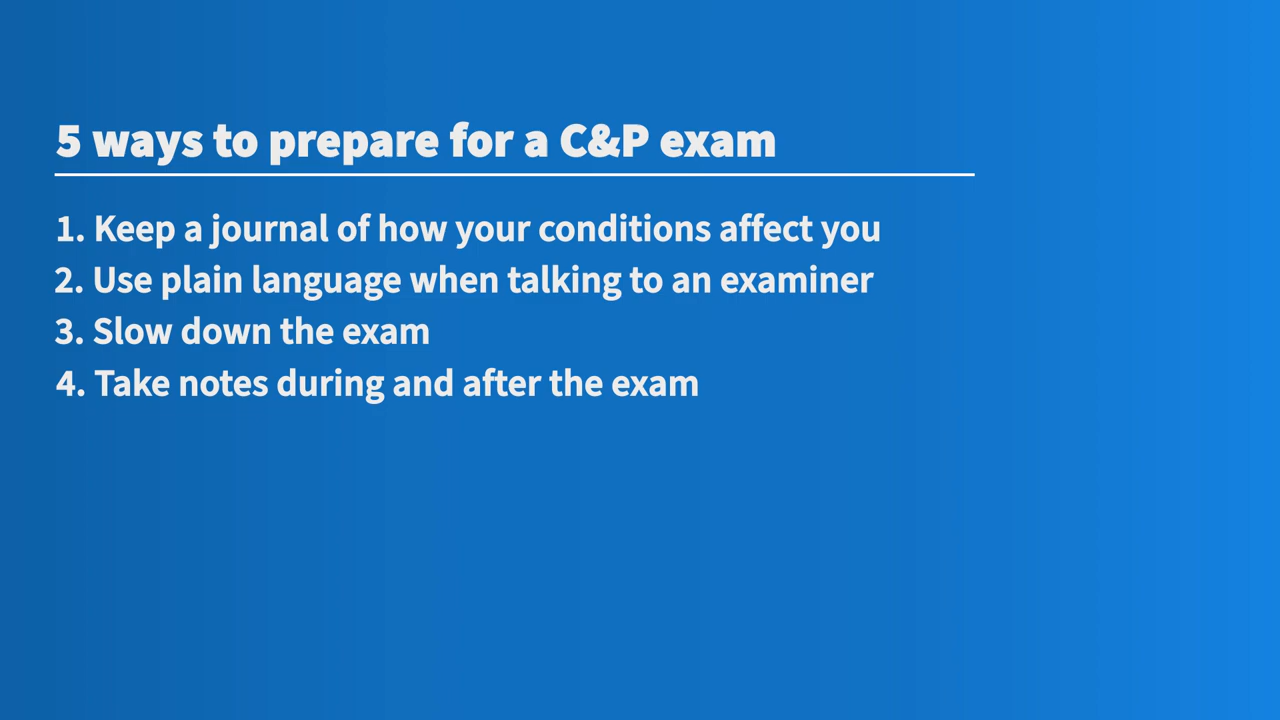 5 ways to prepare for a C&P exam
1. Keep a journal of how your conditions affect you
2. Use plain language when talking to an examiner
3. Slow down the exam
4. Take notes during and after the exam